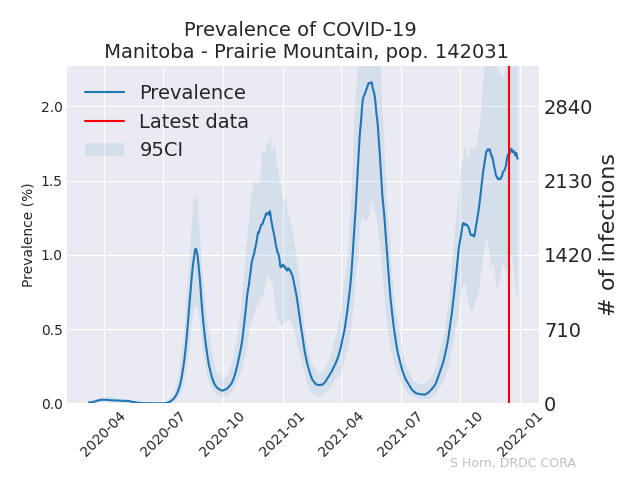 Prevalence of COVID-19
Manitoba - Prairie Mountain, pop. 142031
Prevalence
Latest data
95CI
Prevalence (%)
2.0
1.5
1.0
0.5
0.0
2840
2130
1420
710
0
# of infections
2020-04
2020-07
2020-10
2021-01
2021-04
2021-07
2021-10
2022-01
S Horn, DRDC CORA